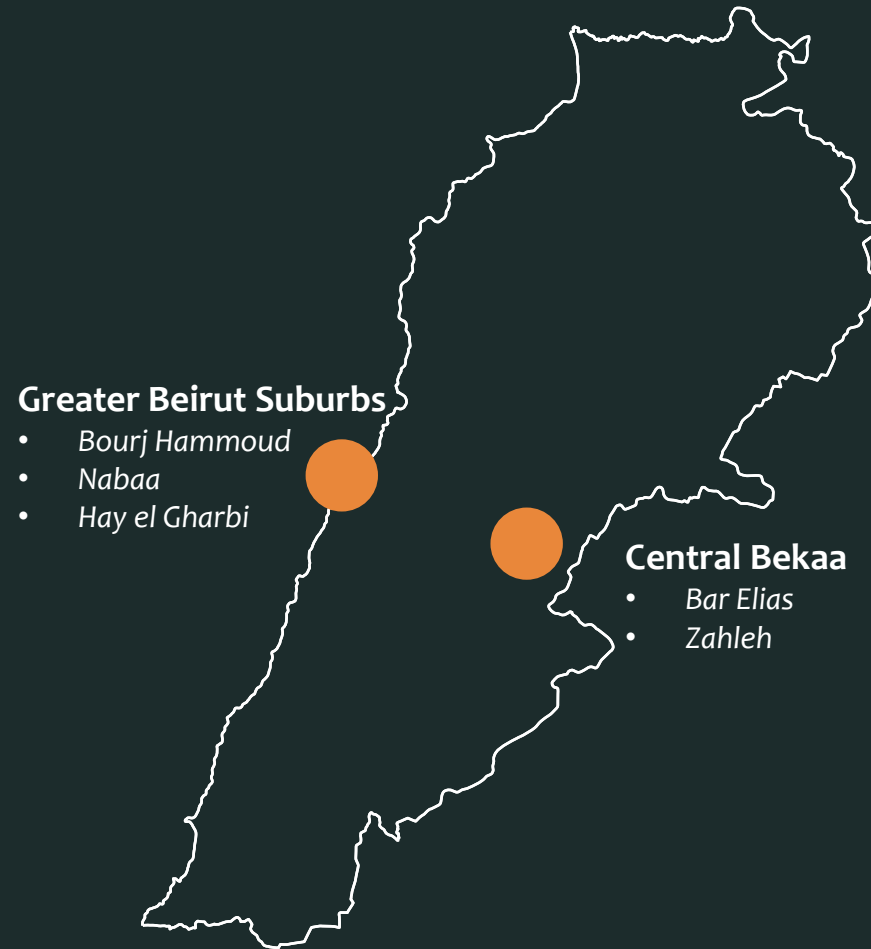 Greater Beirut Suburbs
• Bourj Hammoud
• Nabaa
• Hay el Gharbi
Central Bekaa
• Bar Elias
• Zahleh